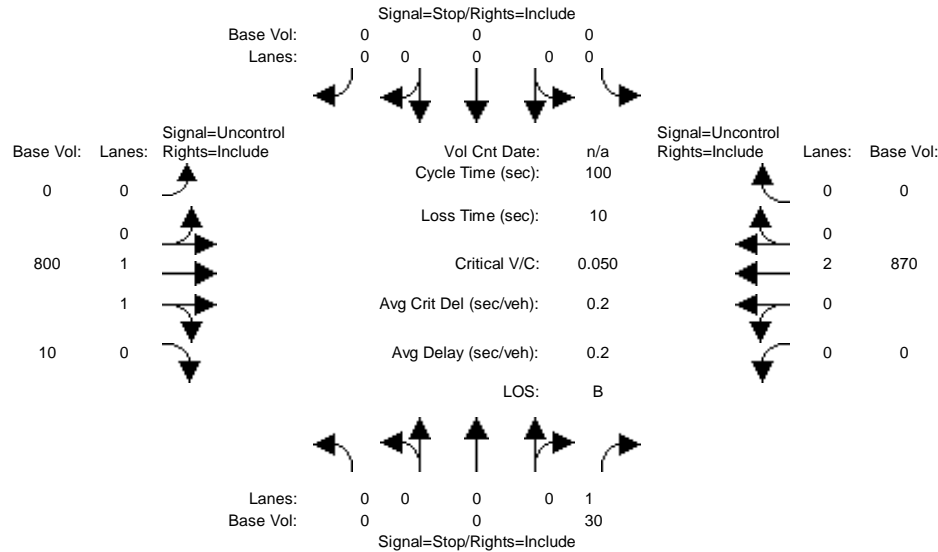 Signal=Stop/Rights=Include
Base Vol: 0 0 0
Lanes: 0 0 0 0 0
Signal=Uncontrol
Base Vol: Lanes: Rights=Include
Vol Cnt Date: n/a
Signal=Uncontrol
Rights=Include Lanes: Base Vol:
Cycle Time (sec): 100
0 0
0 0
Loss Time (sec): 10
0
0
800 1
Critical V/C: 0.050
2 870
1
Avg Crit Del (sec/veh): 0.2
0
10 0
Avg Delay (sec/veh): 0.2
0 0
LOS: B
Lanes: 0 0 0 0 1
Base Vol: 0 0 30
Signal=Stop/Rights=Include